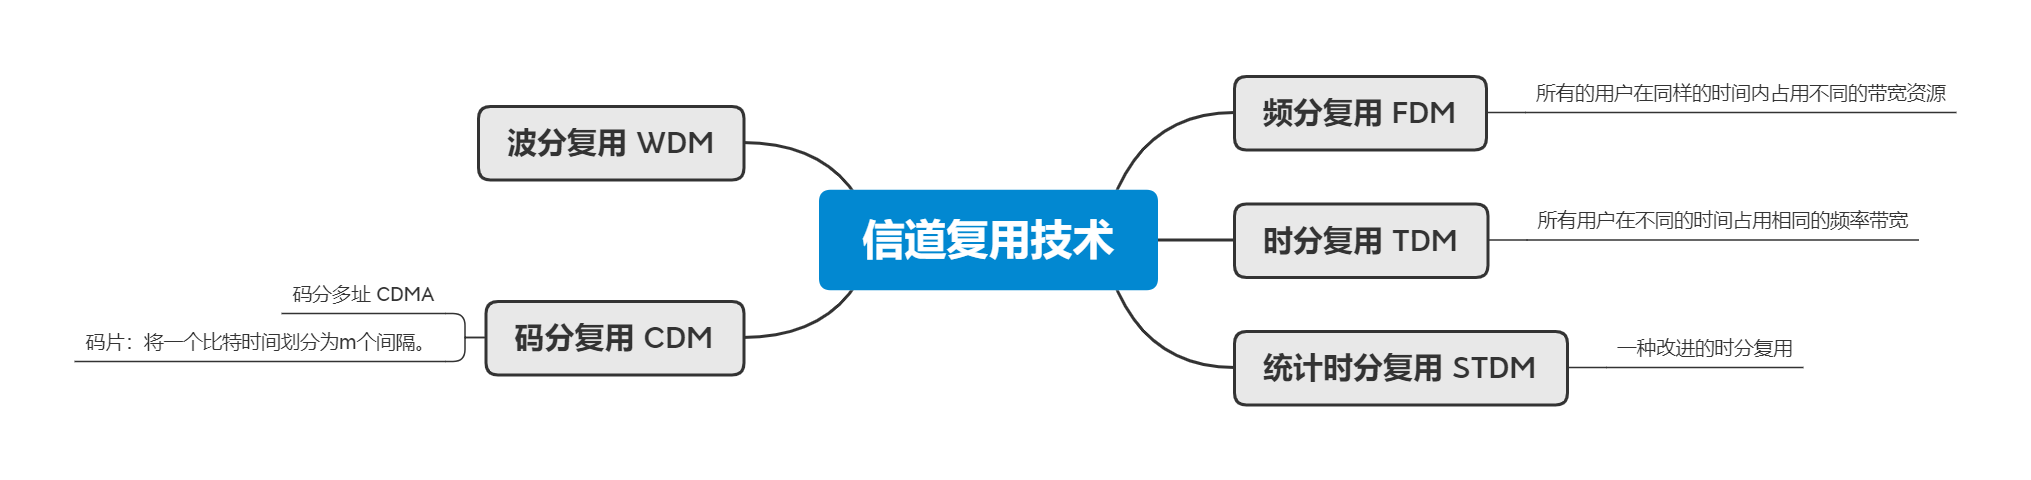 信道复用技术
频分复用 FDM
所有的用户在同样的时间内占用不同的带宽资源
时分复用 TDM
所有用户在不同的时间占用相同的频率带宽
统计时分复用 STDM
一种改进的时分复用
波分复用 WDM
码分复用 CDM
码分多址 CDMA
码片：将一个比特时间划分为m个间隔。